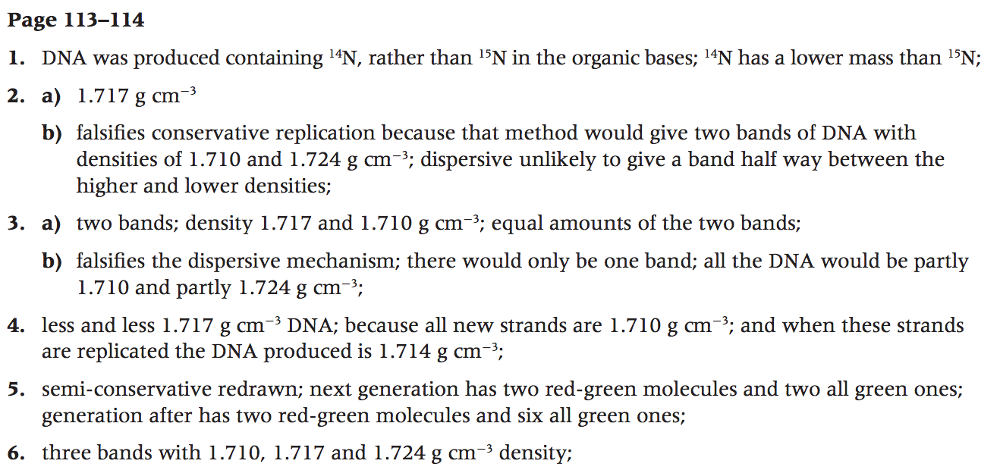 Page 113–114
1. DNA was produced containing ¹⁴N, rather than ¹⁵N in the organic bases; ¹⁴N has a lower mass than ¹⁵N;
2. a) 1.717 g cm⁻³
b) falsifies conservative replication because that method would give two bands of DNA with
densities of 1.710 and 1.724 g cm⁻³; dispersive unlikely to give a band half way between the
higher and lower densities;
3. a) two bands; density 1.717 and 1.710 g cm⁻³; equal amounts of the two bands;
b) falsifies the dispersive mechanism; there would only be one band; all the DNA would be partly
1.710 and partly 1.724 g cm⁻³;
4. less and less 1.717 g cm⁻³ DNA; because all new strands are 1.710 g cm⁻³; and when these strands
are replicated the DNA produced is 1.714 g cm⁻³;
5. semi-conservative redrawn; next generation has two red-green molecules and two all green ones;
generation after has two red-green molecules and six all green ones;
6. three bands with 1.710, 1.717 and 1.724 g cm⁻³ density;